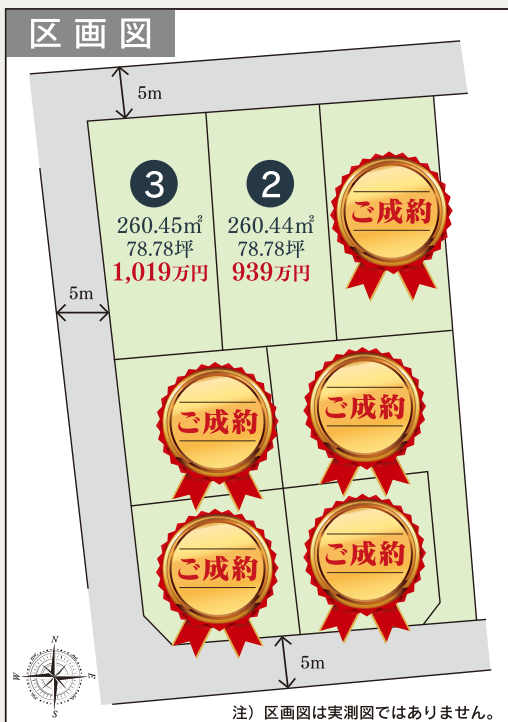 区画図
5m
3
260.45㎡
78.78坪
1,019万円
2
260.44㎡
78.78坪
939万円
ご成約
5m
ご成約
ご成約
ご成約
ご成約
5m
N
W
E
S
注）区画図は実測図ではありません。